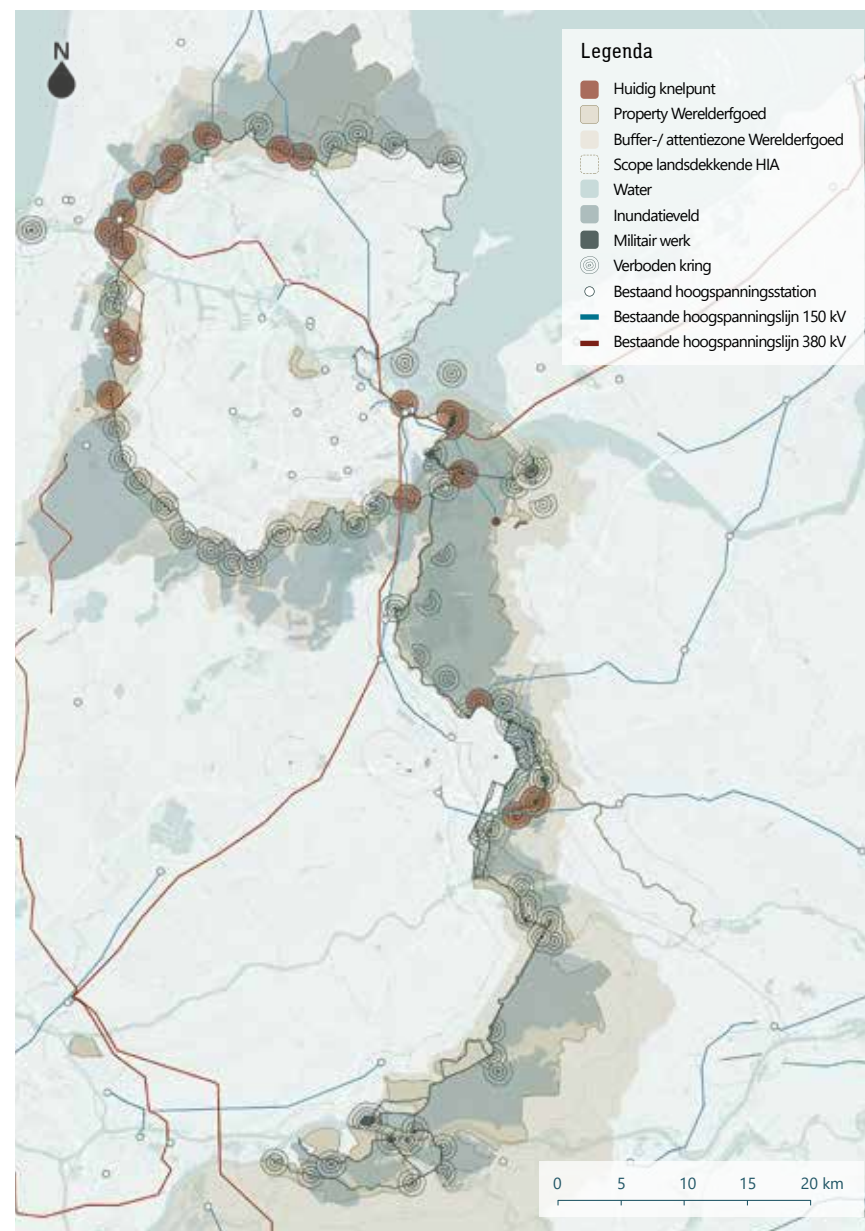 N
Legenda
Huidig knelpunt
Property Werelderfgoed
Buffer-/ attentiezone Werelderfgoed
Scope landsdekkende HIA
Water
Inundatieveld
Militair werk
Verboden kring
Bestaand hoogspanningsstation
Bestaande hoogspanningslijn 150 kV
Bestaande hoogspanningslijn 380 kV
0 5 10 15 20 km